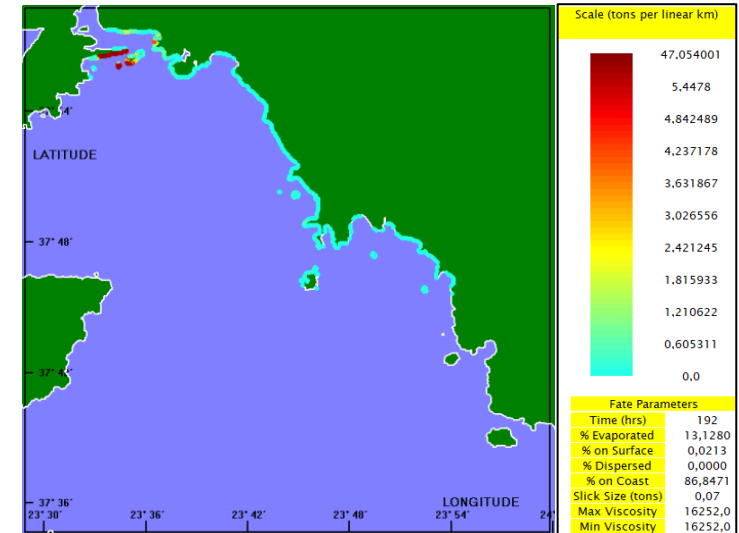 Scale (tons per linear km)
47,054001
5,4478
4,842489
4,237178
3,631867
3,026556
2,421245
1,815933
1,210622
0,605311
0,0
LATITUDE
37° 48'
37° 36'
LONGITUDE
23° 30' 23° 36' 23° 42' 23° 48' 23° 54' 24°
Fate Parameters
Time (hrs) 192
% Evaporated 13,1280
% on Surface 0,0213
% Dispersed 0,0000
% on Coast 86,8471
Slick Size (tons) 0,07
Max Viscosity 16252,0
Min Viscosity 16252,0